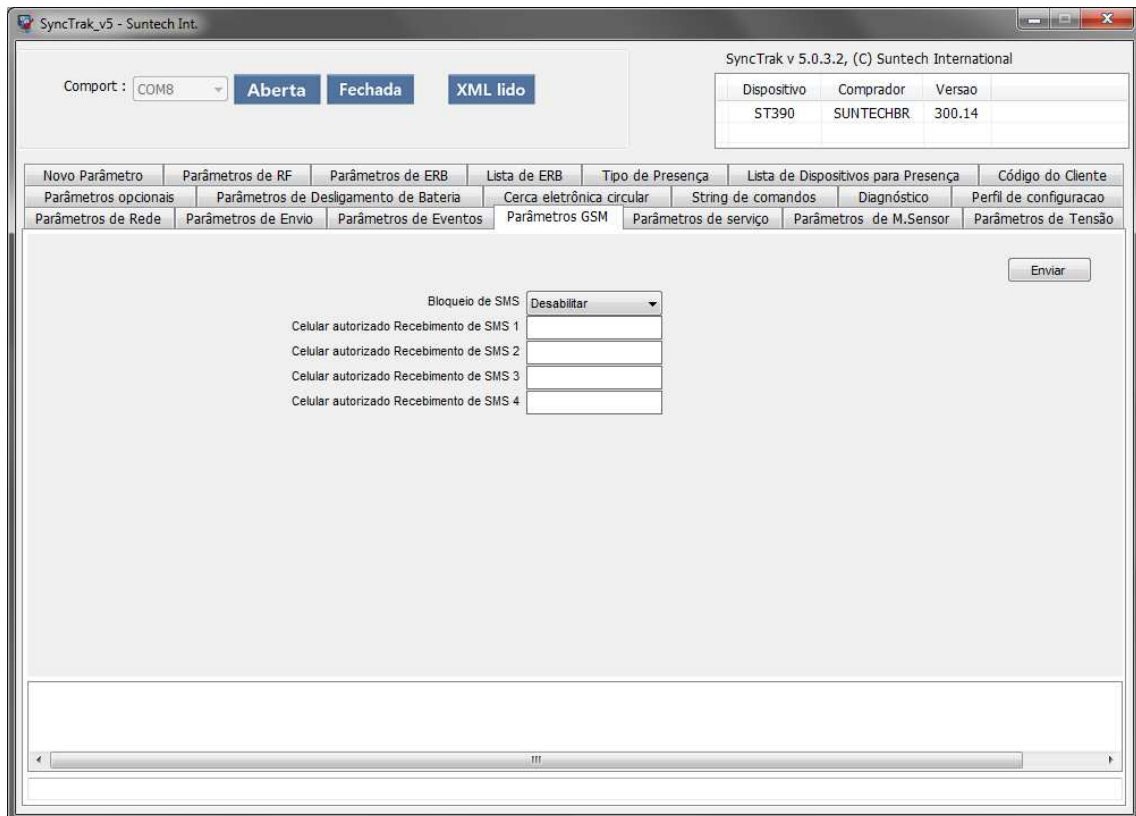 SyncTrak_v5 - Suntech Int.
SyncTrak v 5.0.3.2, (C) Suntech International
Comport : COM8 Aberta Fechada XML lido
Dispositivo Comprador Versao
ST390 SUNTECHBR 300.14
Novo Parâmetro Parâmetros de RF Parâmetros de ERB Lista de ERB Tipo de Presença Lista de Dispositivos para Presença Código do Cliente
Parâmetros opcionais Parâmetros de Desligamento de Bateria Cerca eletrônica circular String de comandos Diagnóstico Perfil de configuracao
Parâmetros de Rede Parâmetros de Envio Parâmetros de Eventos Parâmetros GSM Parâmetros de serviço Parâmetros de M.Sensor Parâmetros de Tensão
Enviar
Bloqueio de SMS Desabilitar
Celular autorizado Recebimento de SMS 1
Celular autorizado Recebimento de SMS 2
Celular autorizado Recebimento de SMS 3
Celular autorizado Recebimento de SMS 4